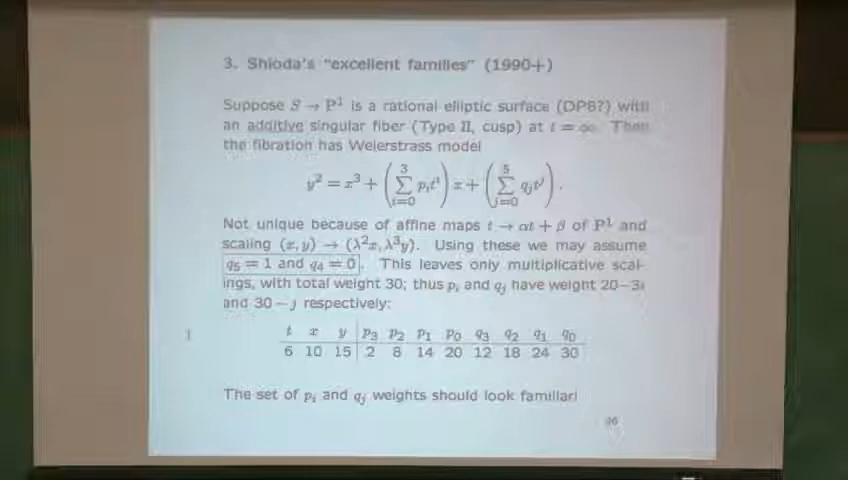 3. Shioda's "excellent families" (1990+)
Suppose S → P¹ is a rational elliptic surface (DP8?) with
an additive singular fiber (Type II, cusp) at t = ∞. Then
the fibration has Weierstrass model
y² = x³ + (∑_{i=0}^{3} p_i tⁱ) x + (∑_{j=0}^{5} q_j tʲ).
Not unique because of affine maps t → αt + β of P¹ and
scaling (x, y) → (λ²x, λ³y). Using these we may assume
q₅ = 1 and q₄ = 0. This leaves only multiplicative scal-
ings, with total weight 30; thus p_i and q_j have weight 20−3i
and 30 − j respectively:
t x y p₃ p₂ p₁ p₀ q₃ q₂ q₁ q₀
6 10 15 2 8 14 20 12 18 24 30
The set of p_i and q_j weights should look familiar!